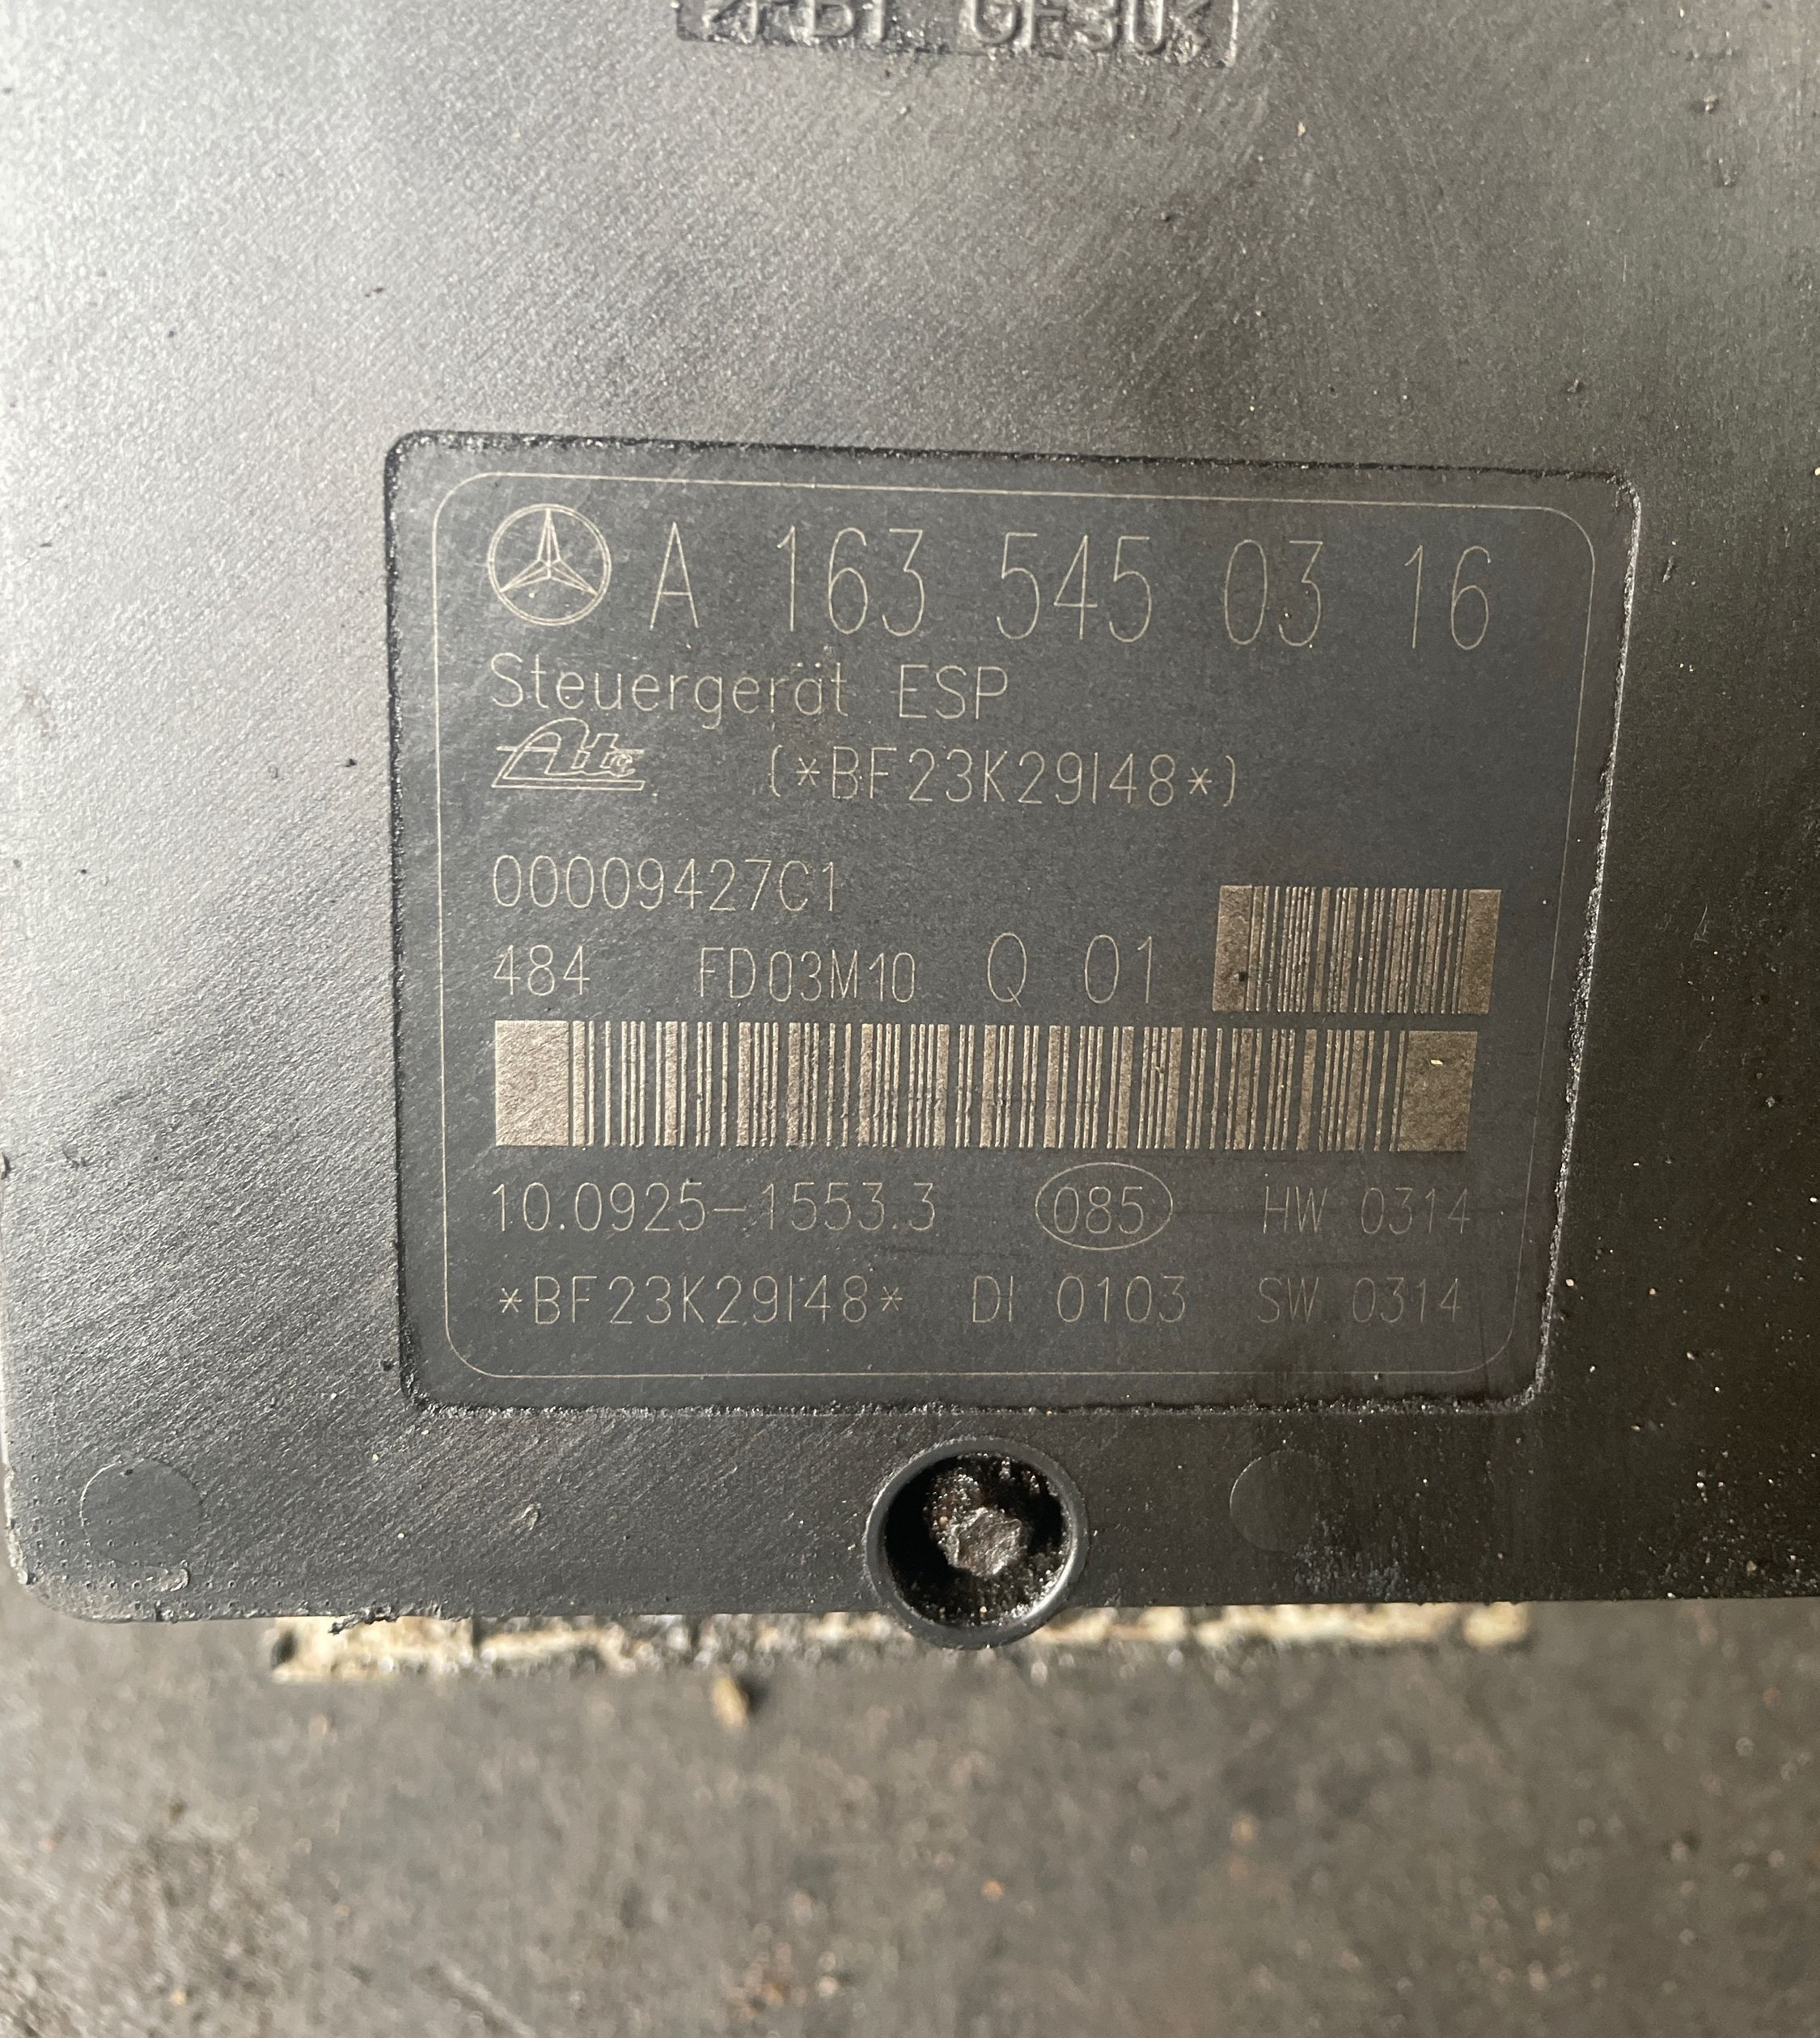 A 163 545 03 16
Steuergerät ESP
Ate (*BF23K29I48*)
00009427C1
484 FD03M10 Q 01
10.0925-1553.3 085 HW 0314
*BF23K29I48* DI 0103 SW 0314